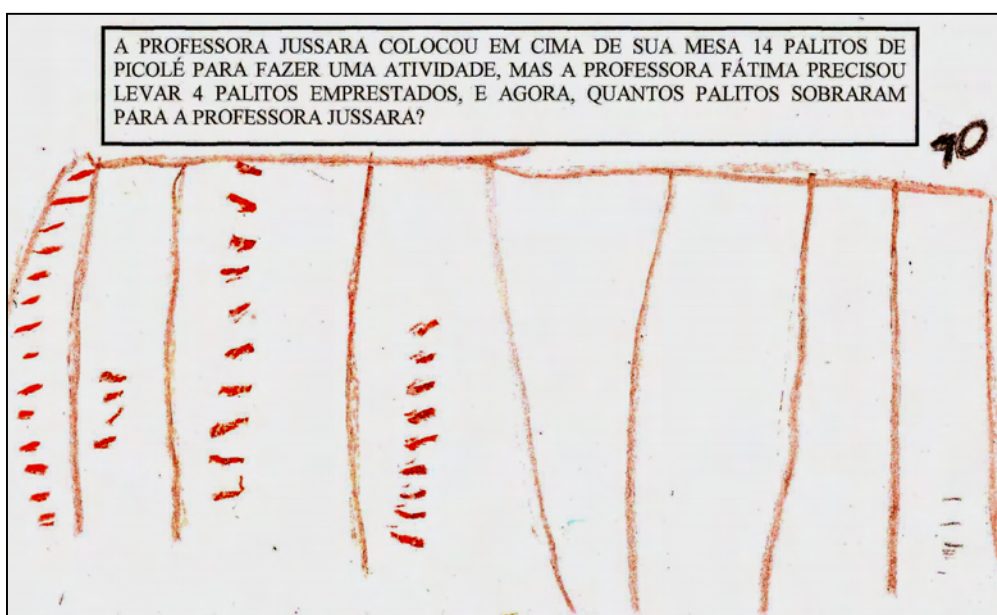 A PROFESSORA JUSSARA COLOCOU EM CIMA DE SUA MESA 14 PALITOS DE
PICOLÉ PARA FAZER UMA ATIVIDADE, MAS A PROFESSORA FÁTIMA PRECISOU
LEVAR 4 PALITOS EMPRESTADOS, E AGORA, QUANTOS PALITOS SOBRARAM
PARA A PROFESSORA JUSSARA?
10